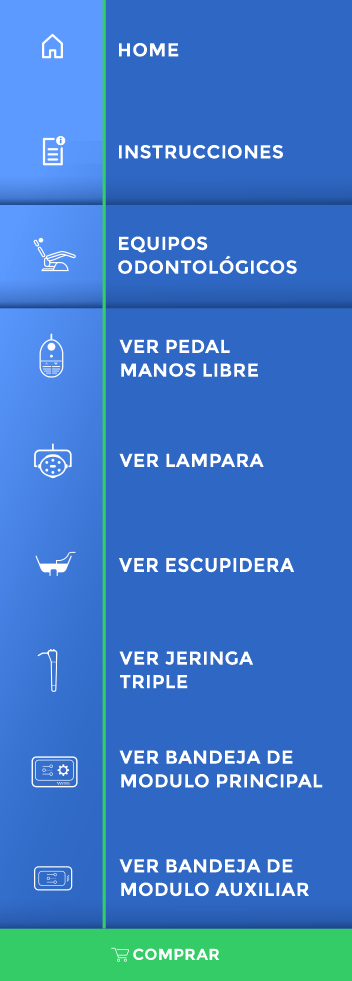 HOME
INSTRUCCIONES
EQUIPOS
ODONTOLÓGICOS
VER PEDAL
MANOS LIBRE
VER LAMPARA
VER ESCUPIDERA
VER JERINGA
TRIPLE
VER BANDEJA DE
MODULO PRINCIPAL
VER BANDEJA DE
MODULO AUXILIAR
COMPRAR